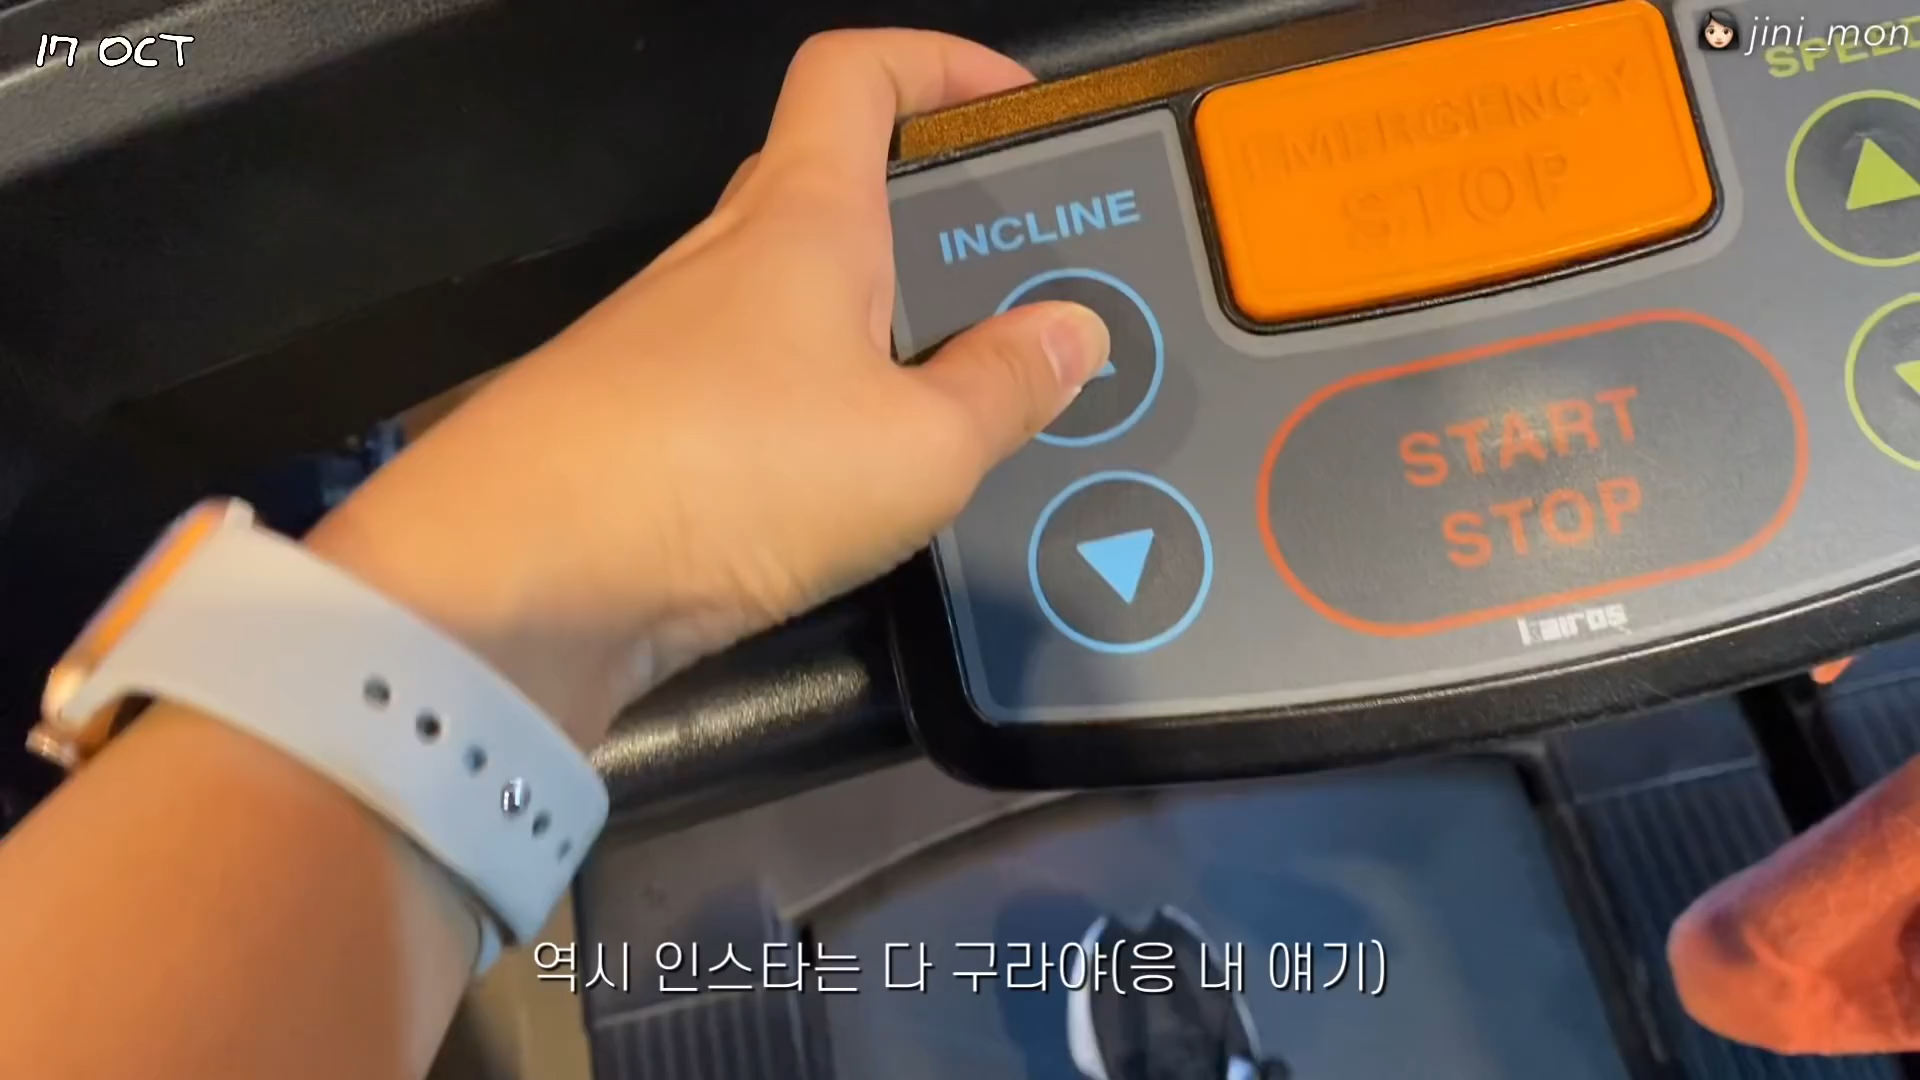 17 OCT
jini_mon
SPEED
EMERGENCY
STOP
INCLINE
START
STOP
kairos
역시 인스타는 다 구라야(응 내 얘기)